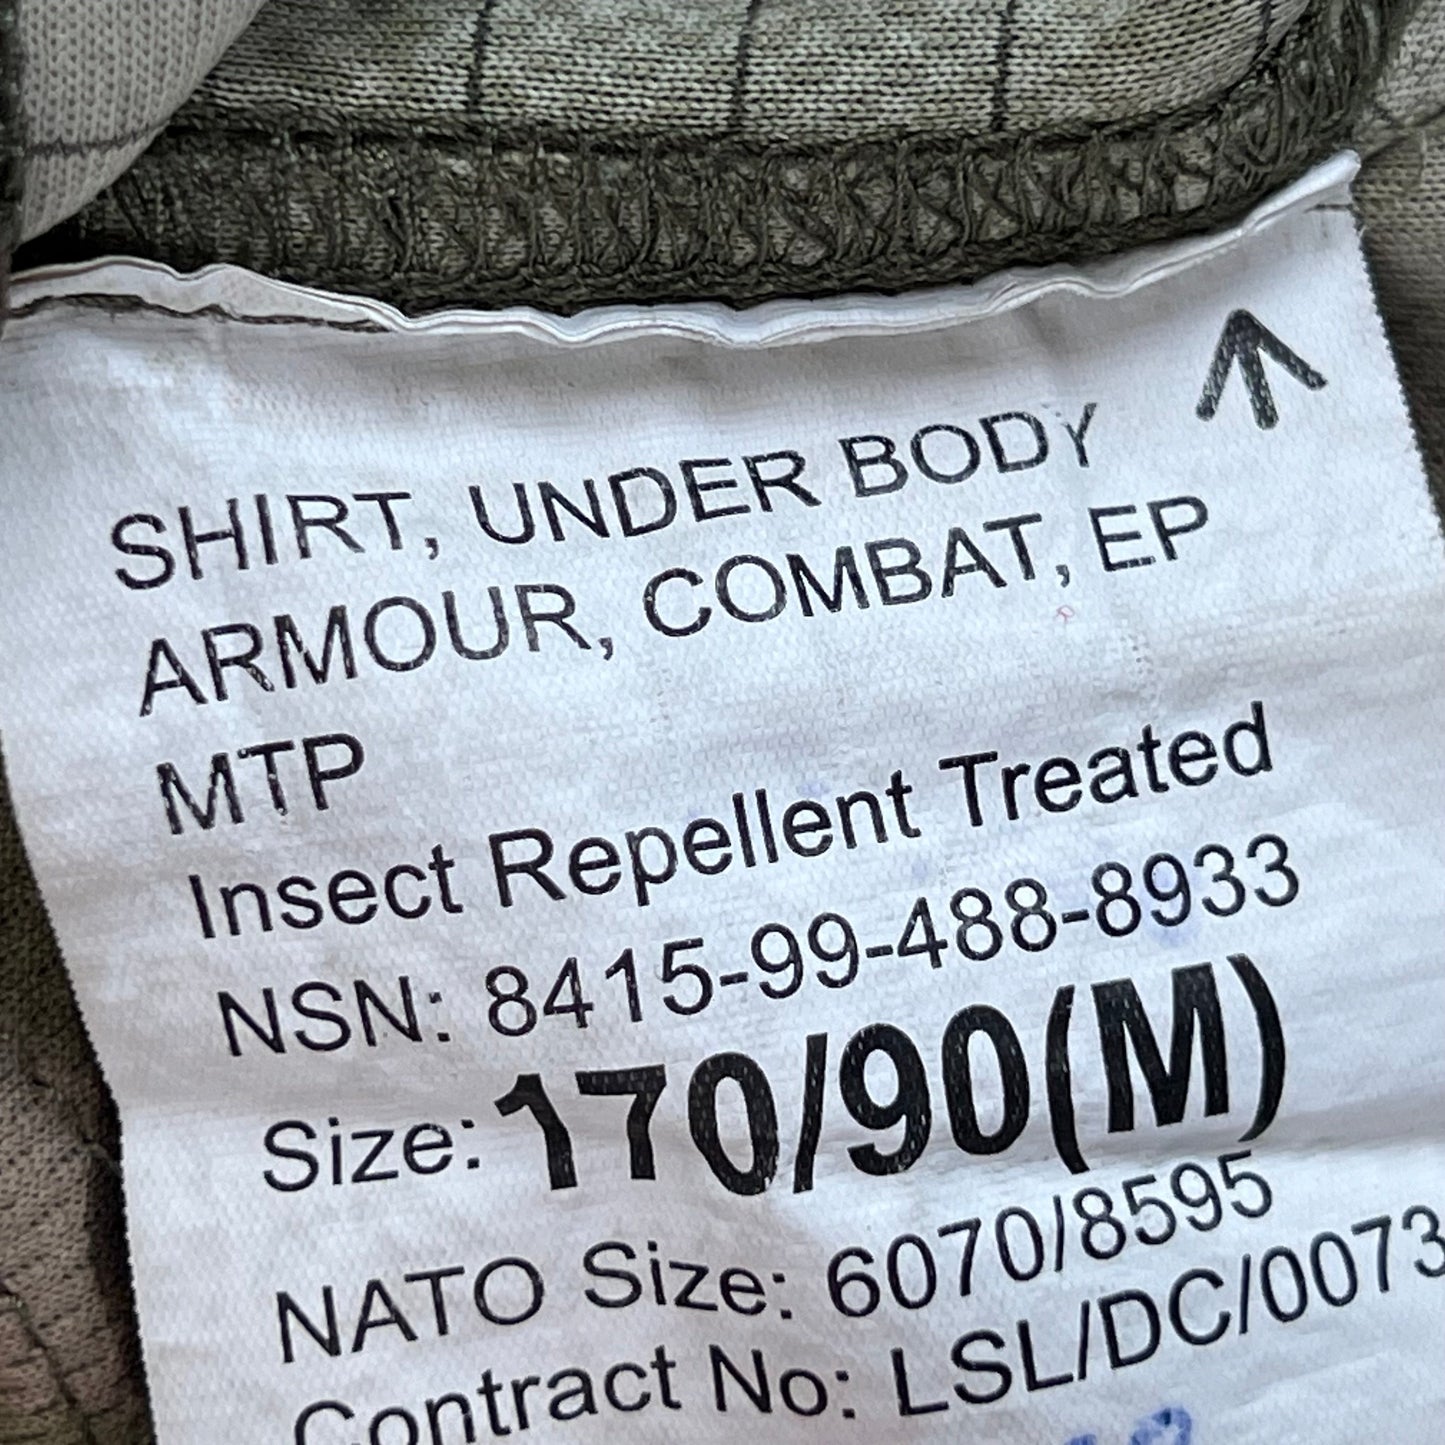 SHIRT, UNDER BODY
ARMOUR, COMBAT, EP
MTP
Insect Repellent Treated
NSN: 8415-99-488-8933
Size: 170/90(M)
NATO Size: 6070/8595
Contract No: LSL/DC/0073